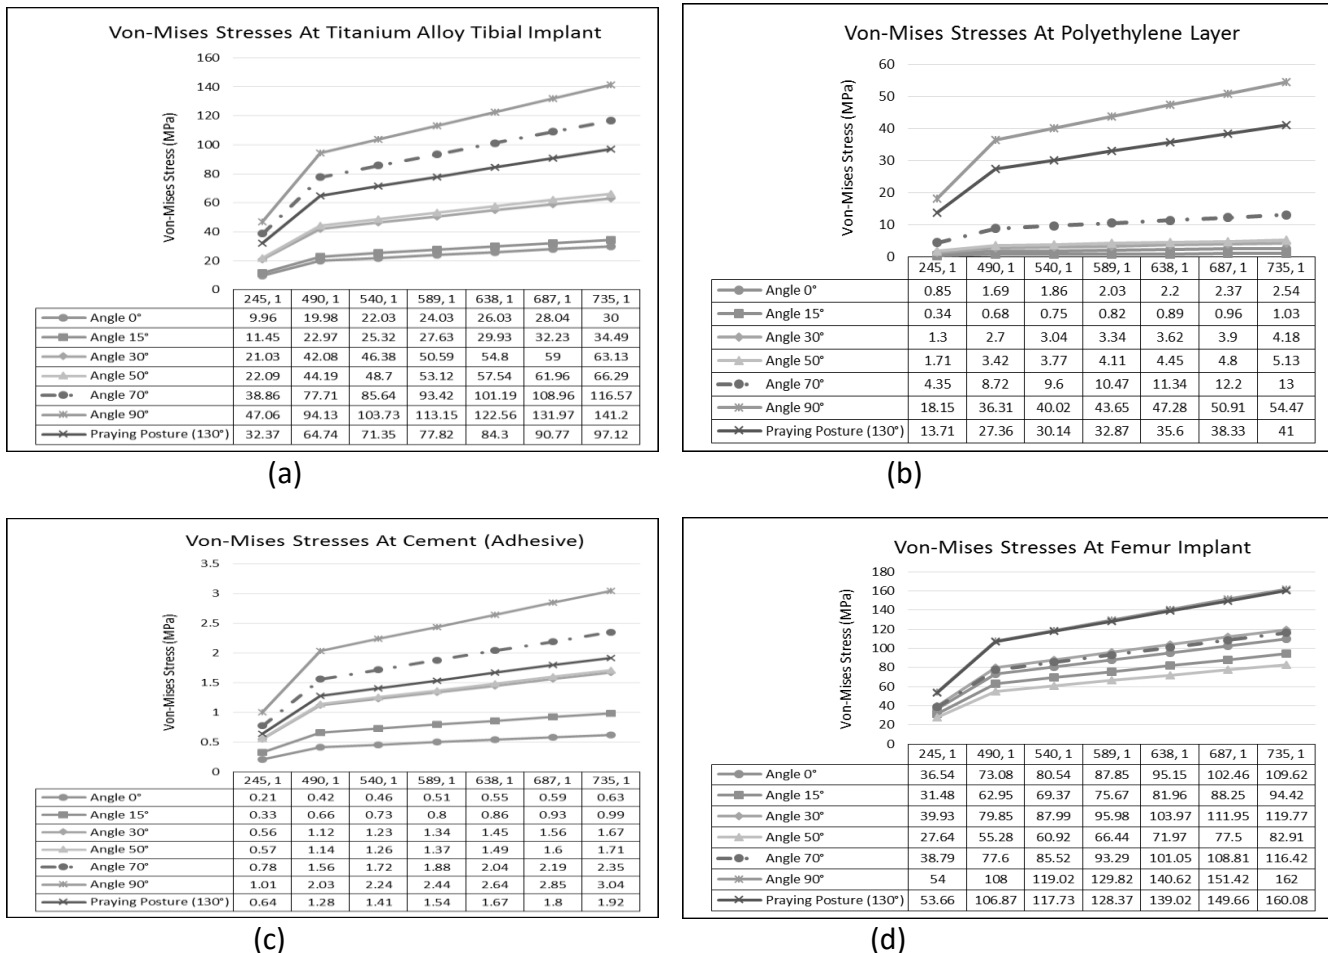 Von-Mises Stresses At Titanium Alloy Tibial Implant
Von-Mises Stress (MPa)
160
140
120
100
80
60
40
20
0
245, 1 490, 1 540, 1 589, 1 638, 1 687, 1 735, 1
Angle 0° 9.96 19.98 22.03 24.03 26.03 28.04 30
Angle 15° 11.45 22.97 25.32 27.63 29.93 32.23 34.49
Angle 30° 21.03 42.08 46.38 50.59 54.8 59 63.13
Angle 50° 22.09 44.19 48.7 53.12 57.54 61.96 66.29
Angle 70° 38.86 77.71 85.64 93.42 101.19 108.96 116.57
Angle 90° 47.06 94.13 103.73 113.15 122.56 131.97 141.2
Praying Posture (130°) 32.37 64.74 71.35 77.82 84.3 90.77 97.12
(a)
Von-Mises Stresses At Polyethylene Layer
Von-Mises Stress (MPa)
60
50
40
30
20
10
0
245, 1 490, 1 540, 1 589, 1 638, 1 687, 1 735, 1
Angle 0° 0.85 1.69 1.86 2.03 2.2 2.37 2.54
Angle 15° 0.34 0.68 0.75 0.82 0.89 0.96 1.03
Angle 30° 1.3 2.7 3.04 3.34 3.62 3.9 4.18
Angle 50° 1.71 3.42 3.77 4.11 4.45 4.8 5.13
Angle 70° 4.35 8.72 9.6 10.47 11.34 12.2 13
Angle 90° 18.15 36.31 40.02 43.65 47.28 50.91 54.47
Praying Posture (130°) 13.71 27.36 30.14 32.87 35.6 38.33 41
(b)
Von-Mises Stresses At Cement (Adhesive)
Von-Mises Stress (MPa)
3.5
3
2.5
2
1.5
1
0.5
0
245, 1 490, 1 540, 1 589, 1 638, 1 687, 1 735, 1
Angle 0° 0.21 0.42 0.46 0.51 0.55 0.59 0.63
Angle 15° 0.33 0.66 0.73 0.8 0.86 0.93 0.99
Angle 30° 0.56 1.12 1.23 1.34 1.45 1.56 1.67
Angle 50° 0.57 1.14 1.26 1.37 1.49 1.6 1.71
Angle 70° 0.78 1.56 1.72 1.88 2.04 2.19 2.35
Angle 90° 1.01 2.03 2.24 2.44 2.64 2.85 3.04
Praying Posture (130°) 0.64 1.28 1.41 1.54 1.67 1.8 1.92
(c)
Von-Mises Stresses At Femur Implant
Von-Mises Stress (MPa)
180
160
140
120
100
80
60
40
20
0
245, 1 490, 1 540, 1 589, 1 638, 1 687, 1 735, 1
Angle 0° 36.54 73.08 80.54 87.85 95.15 102.46 109.62
Angle 15° 31.48 62.95 69.37 75.67 81.96 88.25 94.42
Angle 30° 39.93 79.85 87.99 95.98 103.97 111.95 119.77
Angle 50° 27.64 55.28 60.92 66.44 71.97 77.5 82.91
Angle 70° 38.79 77.6 85.52 93.29 101.05 108.81 116.42
Angle 90° 54 108 119.02 129.82 140.62 151.42 162
Praying Posture (130°) 53.66 106.87 117.73 128.37 139.02 149.66 160.08
(d)